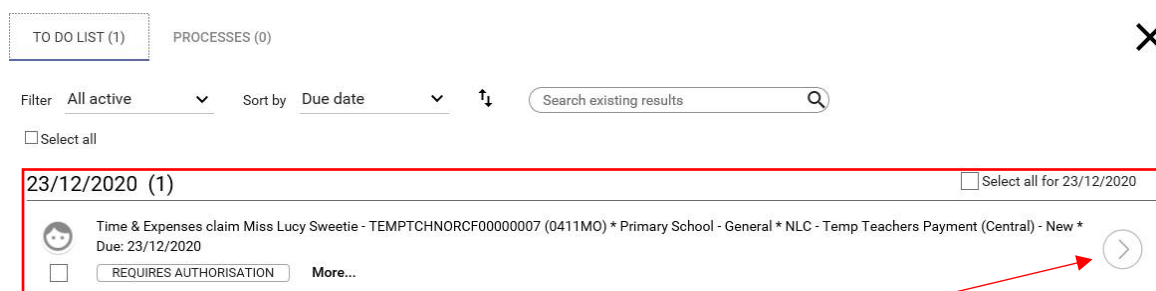 TO DO LIST (1) PROCESSES (0)
Filter All active Sort by Due date Search existing results
Select all
23/12/2020 (1) Select all for 23/12/2020
Time & Expenses claim Miss Lucy Sweetie - TEMPTCHNORCF00000007 (0411MO) * Primary School - General * NLC - Temp Teachers Payment (Central) - New *
Due: 23/12/2020
REQUIRES AUTHORISATION More...